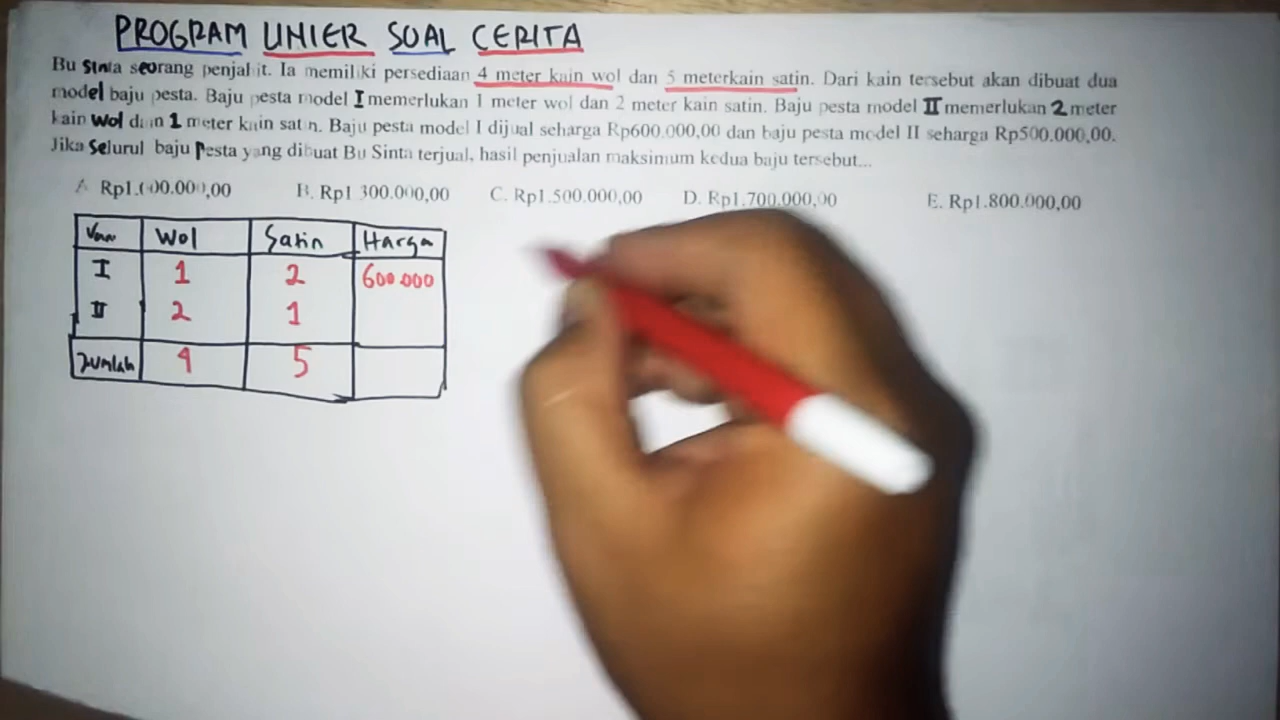 PROGRAM LINIER SOAL CERITA
Bu Sinta seorang penjahit. Ia memiliki persediaan 4 meter kain wol dan 5 meterkain satin. Dari kain tersebut akan dibuat dua
model baju pesta. Baju pesta model I memerlukan 1 meter wol dan 2 meter kain satin. Baju pesta model II memerlukan 2 meter
kain wol dan 1 meter kain satin. Baju pesta model I dijual seharga Rp600.000,00 dan baju pesta model II seharga Rp500.000,00.
Jika Seluruh baju Pesta yang dibuat Bu Sinta terjual, hasil penjualan maksimum kedua baju tersebut...
A. B. Rp1 300.000,00 C. Rp1.500.000,00 D. Rp1.700.000,00 E. Rp1.800.000,00
Var Wol Satin Harga
I 1 2 600.000
II 2 1
Jumlah 4 5